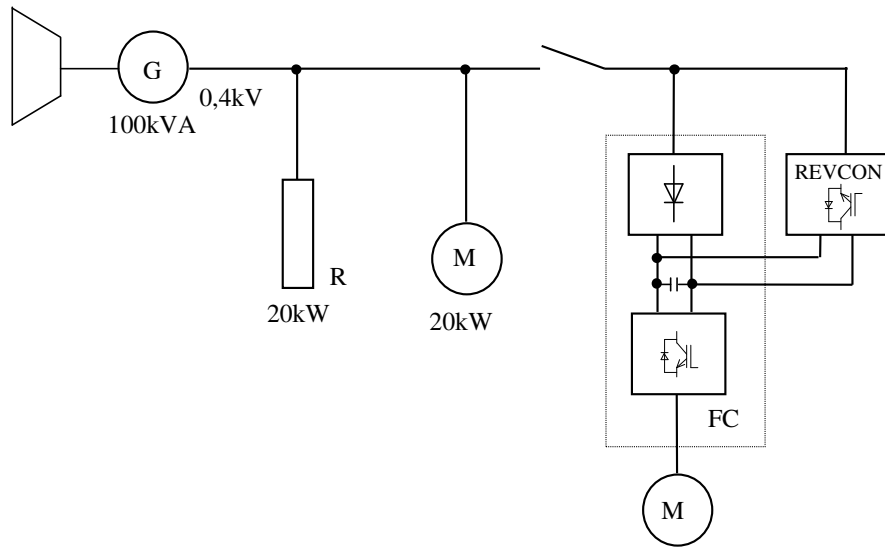 G
0,4kV
100kVA
REVCON
M
R
20kW
20kW
FC
M